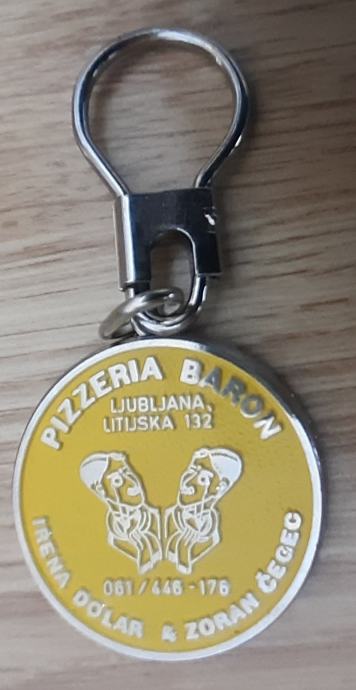 PIZZERIA BARON
LJUBLJANA,
LITIJSKA 132
061/446-176
IRENA DOLAR & ZORAN ČEGEC